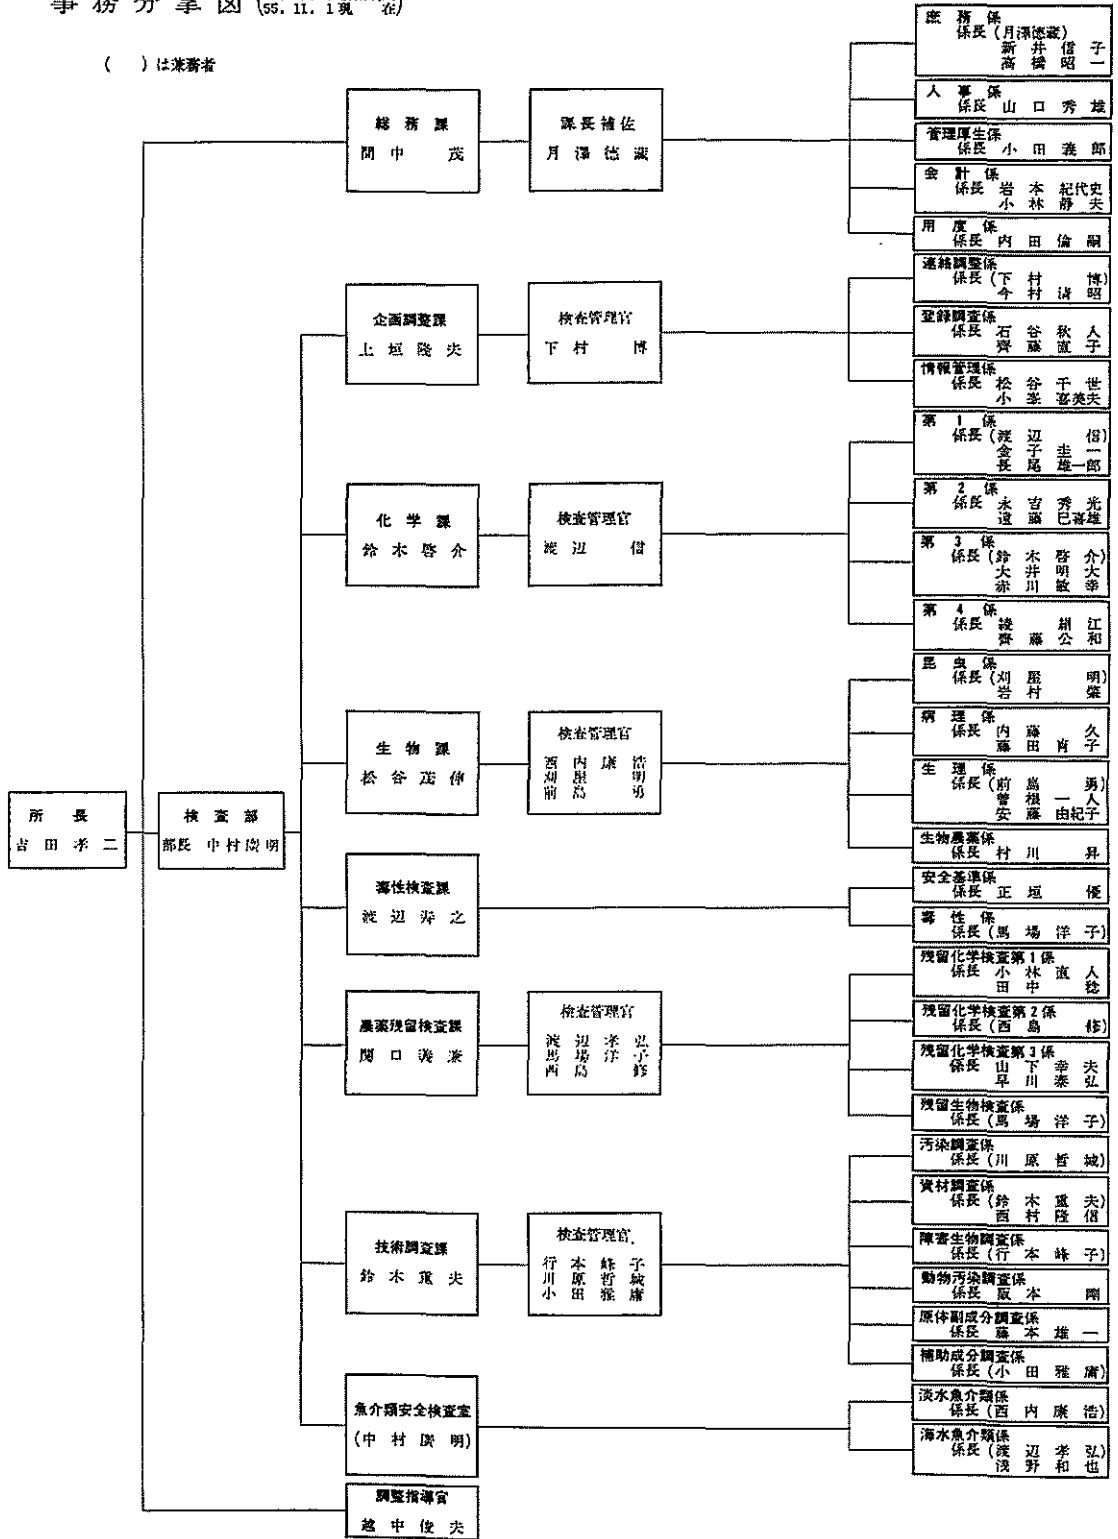 事務分掌図 (55. 11. 1現在)
( )は兼務者
所長
吉田孝二
検査部
部長 中村廣明
総務課
間中 茂
課長補佐
月澤徳蔵
庶務係
係長(月澤徳蔵)
新井信子
高橋昭一
人事係
係長 山口秀雄
管理厚生係
係長 小田義郎
会計係
係長 岩本紀代史
小林静夫
用度係
係長 内田倫嗣
企画調整課
上垣隆夫
検査管理官
下村 博
連絡調整係
係長(下村 博)
今村清昭
登録調査係
係長 石谷秋人
齊藤直子
情報管理係
係長 松谷千世
小峯喜美夫
化学課
鈴木啓介
検査管理官
渡辺 信
第1係
係長(渡辺 信)
金子圭一
長尾雄一郎
第2係
係長 永吉秀光
遠藤巳喜雄
第3係
係長(鈴木啓介)
大井明大
赤川敏幸
第4係
係長 綾 絹江
齊藤公和
生物課
松谷茂伸
検査管理官
西内康浩
刈屋 明
前島 勇
昆虫係
係長(刈屋 明)
岩村 肇
病理係
係長 内藤 久
藤田肖子
生理係
係長(前島 勇)
曽根一人
安藤由紀子
生物農薬係
係長 村川 昇
毒性検査課
渡辺寿之
安全基準係
係長 正垣 優
毒性係
係長(馬場洋子)
農薬残留検査課
関口義兼
検査管理官
渡辺孝弘
馬場洋子
西島 修
残留化学検査第1係
係長 小林直人
田中 稔
残留化学検査第2係
係長(西島 修)
残留化学検査第3係
係長 山下幸夫
早川泰弘
残留生物検査係
係長(馬場洋子)
技術調査課
鈴木重夫
検査管理官
行本峰子
川原哲城
小田雅庸
汚染調査係
係長(川原哲城)
資材調査係
係長(鈴木重夫)
西村隆信
障害生物調査係
係長(行本峰子)
動物汚染調査係
係長 阪本 剛
原体副成分調査係
係長 藤本雄一
補助成分調査係
係長(小田雅庸)
魚介類安全検査室
(中村廣明)
淡水魚介類係
係長(西内康浩)
海水魚介類係
係長(渡辺孝弘)
浅野和也
調整指導官
越中俊夫